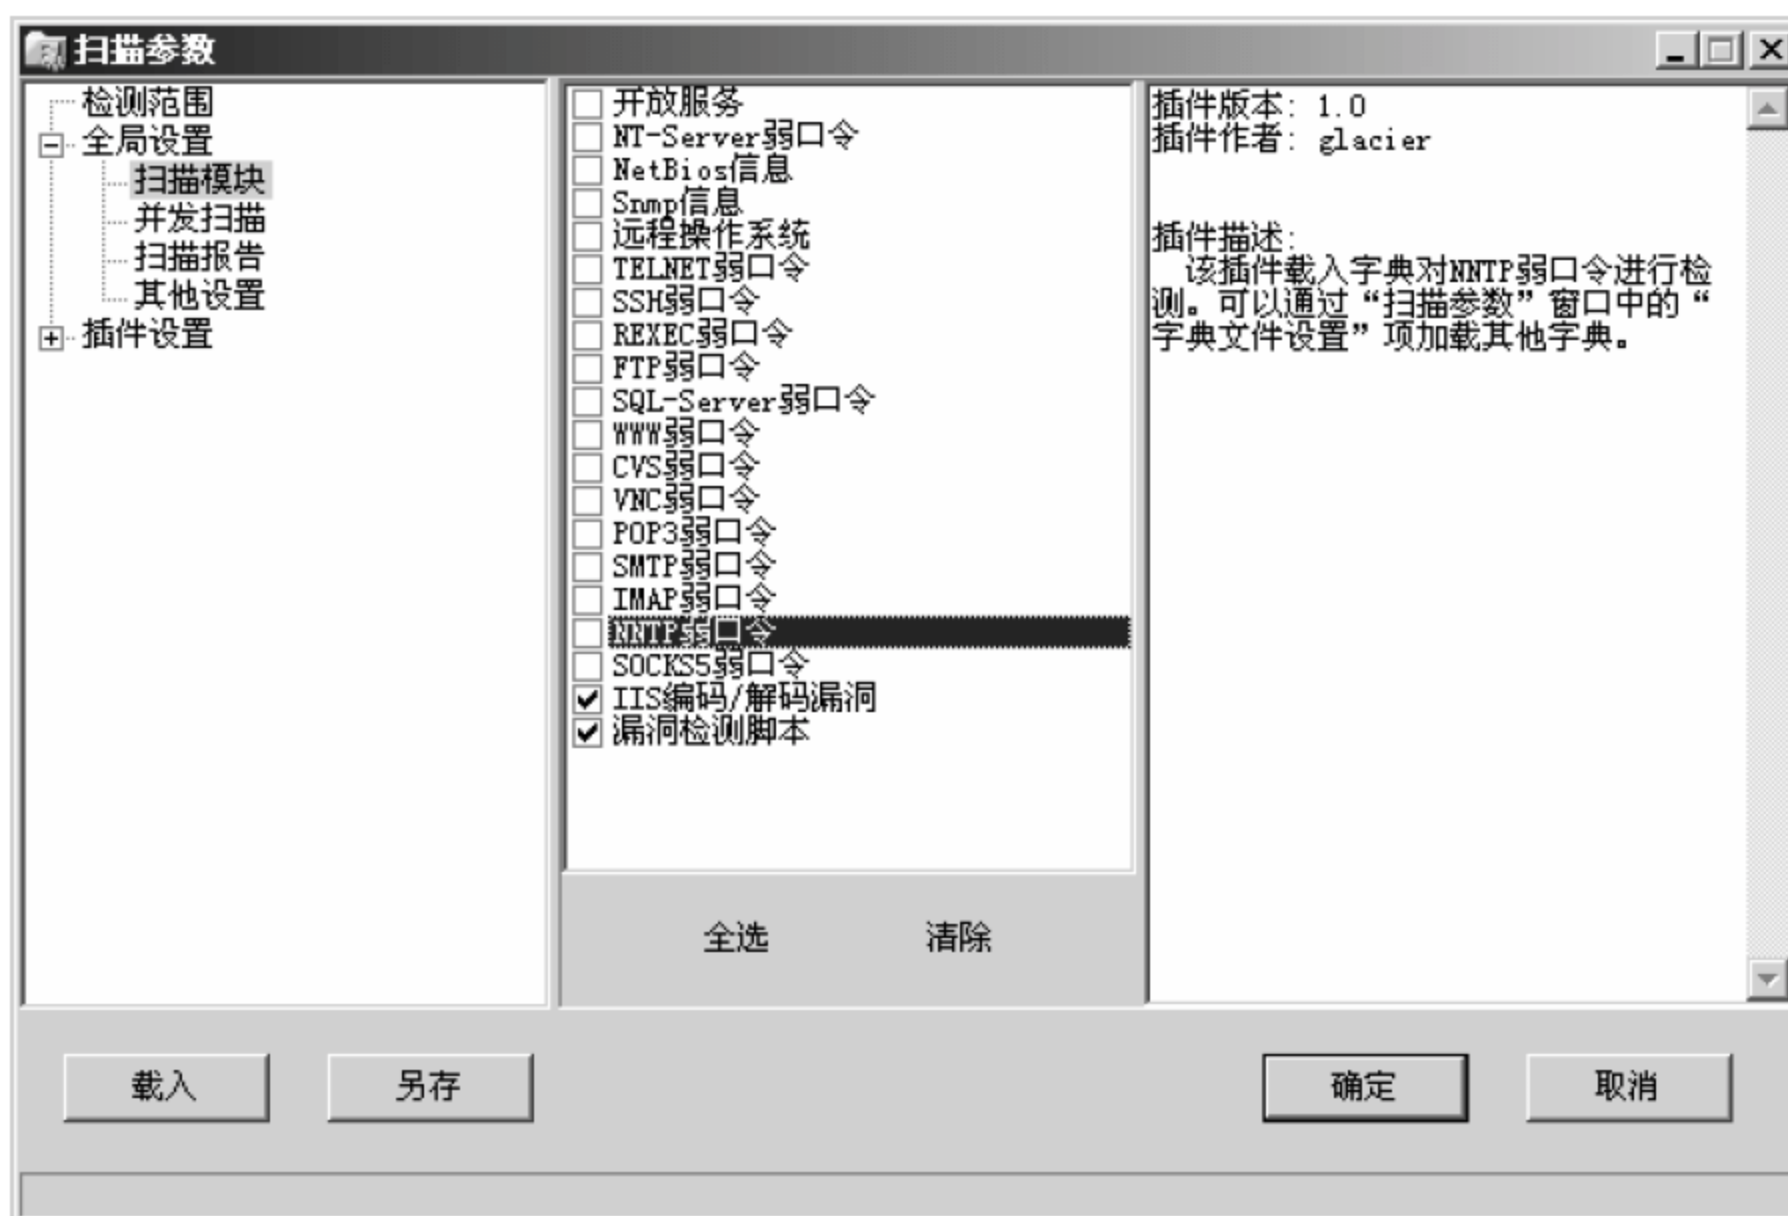 扫描参数
检测范围
全局设置
扫描模块
并发扫描
扫描报告
其他设置
插件设置
开放服务
NT-Server弱口令
NetBios信息
Snmp信息
远程操作系统
TELNET弱口令
SSH弱口令
REXEC弱口令
FTP弱口令
SQL-Server弱口令
WWW弱口令
CVS弱口令
VNC弱口令
POP3弱口令
SMTP弱口令
IMAP弱口令
NNTP弱口令
SOCKS5弱口令
IIS编码/解码漏洞
漏洞检测脚本
全选 清除
插件版本: 1.0
插件作者: glacier
插件描述:
该插件载入字典对NNTP弱口令进行检
测。可以通过“扫描参数”窗口中的“
字典文件设置”项加载其他字典。
载入 另存 确定 取消